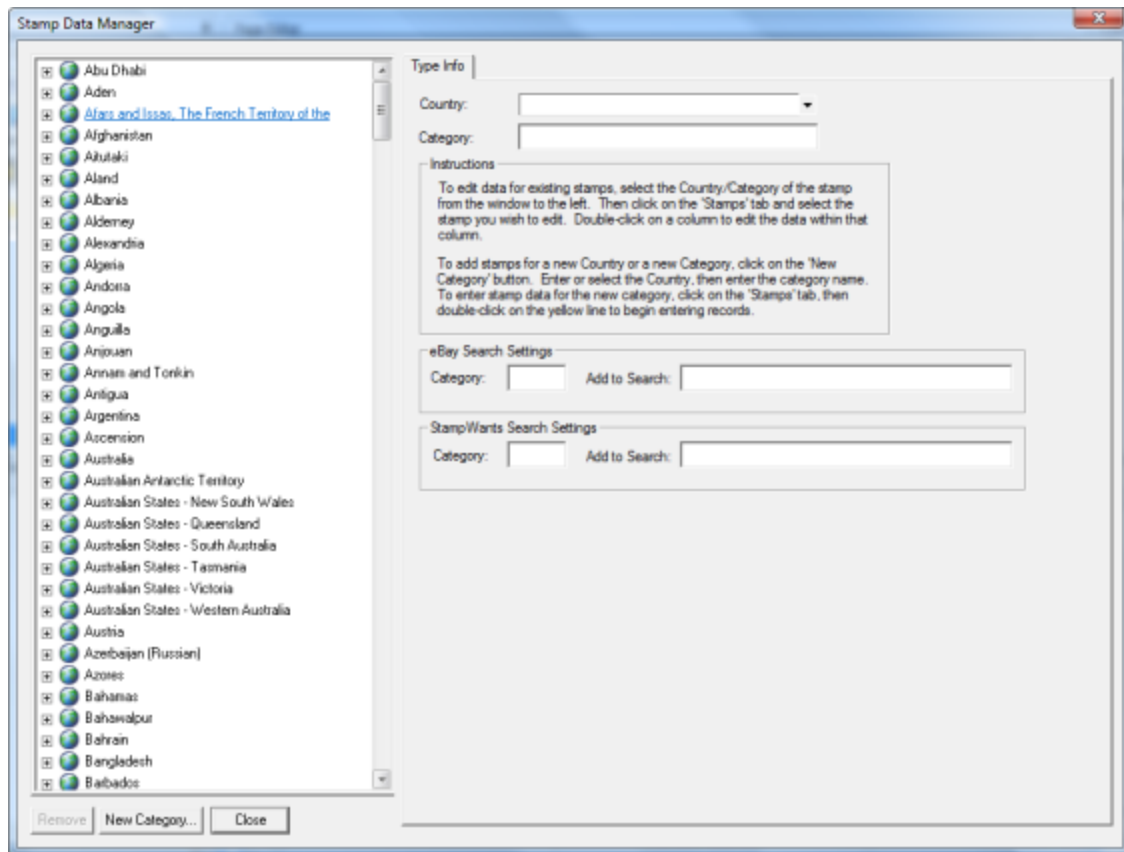 Stamp Data Manager
Abu Dhabi
Aden
Afars and Issas, The French Territory of the
Afghanistan
Aitutaki
Aland
Albania
Alderney
Alexandria
Algeria
Andorra
Angola
Anguilla
Anjouan
Annam and Tonkin
Antigua
Argentina
Ascension
Australia
Australian Antarctic Territory
Australian States - New South Wales
Australian States - Queensland
Australian States - South Australia
Australian States - Tasmania
Australian States - Victoria
Australian States - Western Australia
Austria
Azerbaijan (Russian)
Azores
Bahamas
Bahawalpur
Bahrain
Bangladesh
Barbados
Remove New Category... Close
Type Info
Country:
Category:
Instructions
To edit data for existing stamps, select the Country/Category of the stamp
from the window to the left. Then click on the 'Stamps' tab and select the
stamp you wish to edit. Double-click on a column to edit the data within that
column.
To add stamps for a new Country or a new Category, click on the 'New
Category' button. Enter or select the Country, then enter the category name.
To enter stamp data for the new category, click on the 'Stamps' tab, then
double-click on the yellow line to begin entering records.
eBay Search Settings
Category: Add to Search:
StampWants Search Settings
Category: Add to Search: